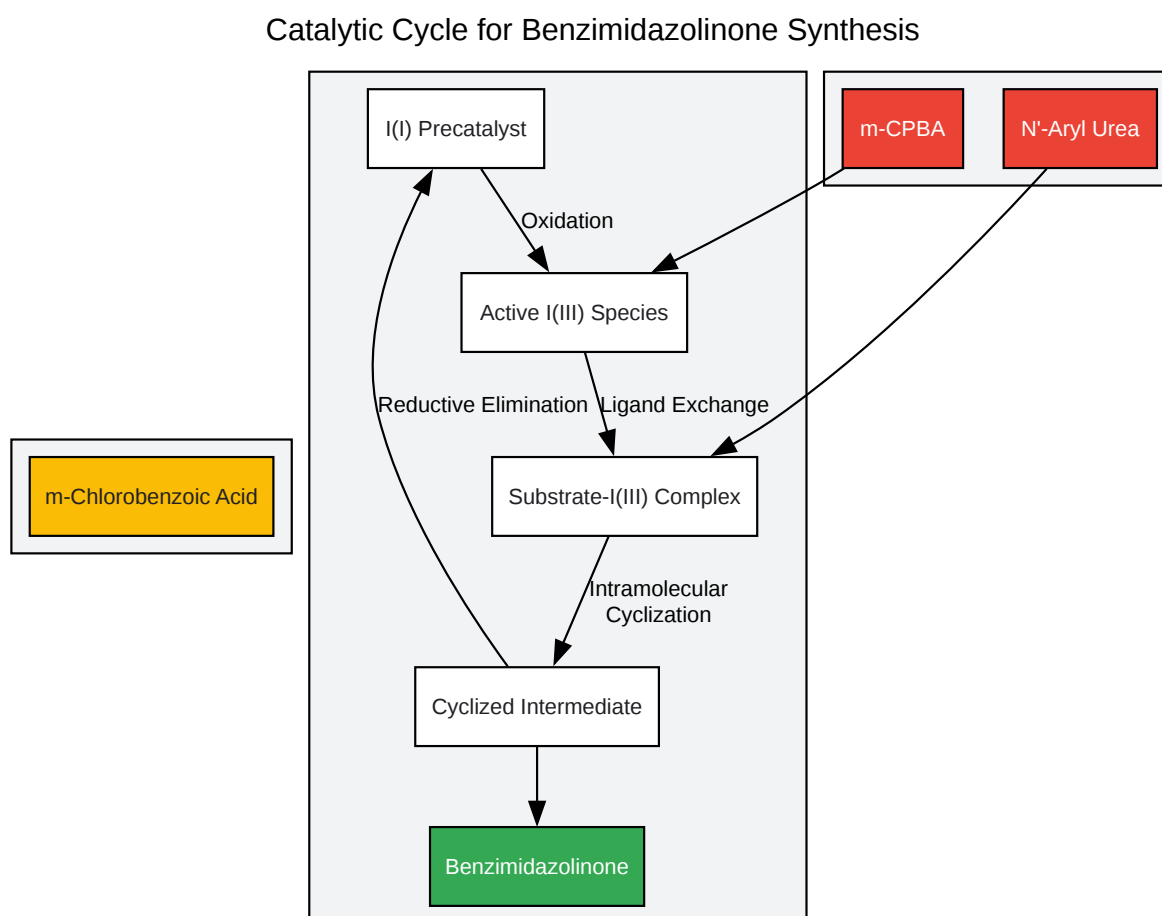 Catalytic Cycle for Benzimidazolinone Synthesis
I(I) Precatalyst
m-CPBA
N'-Aryl Urea
Oxidation
Active I(III) Species
Reductive Elimination
Ligand Exchange
m-Chlorobenzoic Acid
Substrate-I(III) Complex
Intramolecular
Cyclization
Cyclized Intermediate
Benzimidazolinone